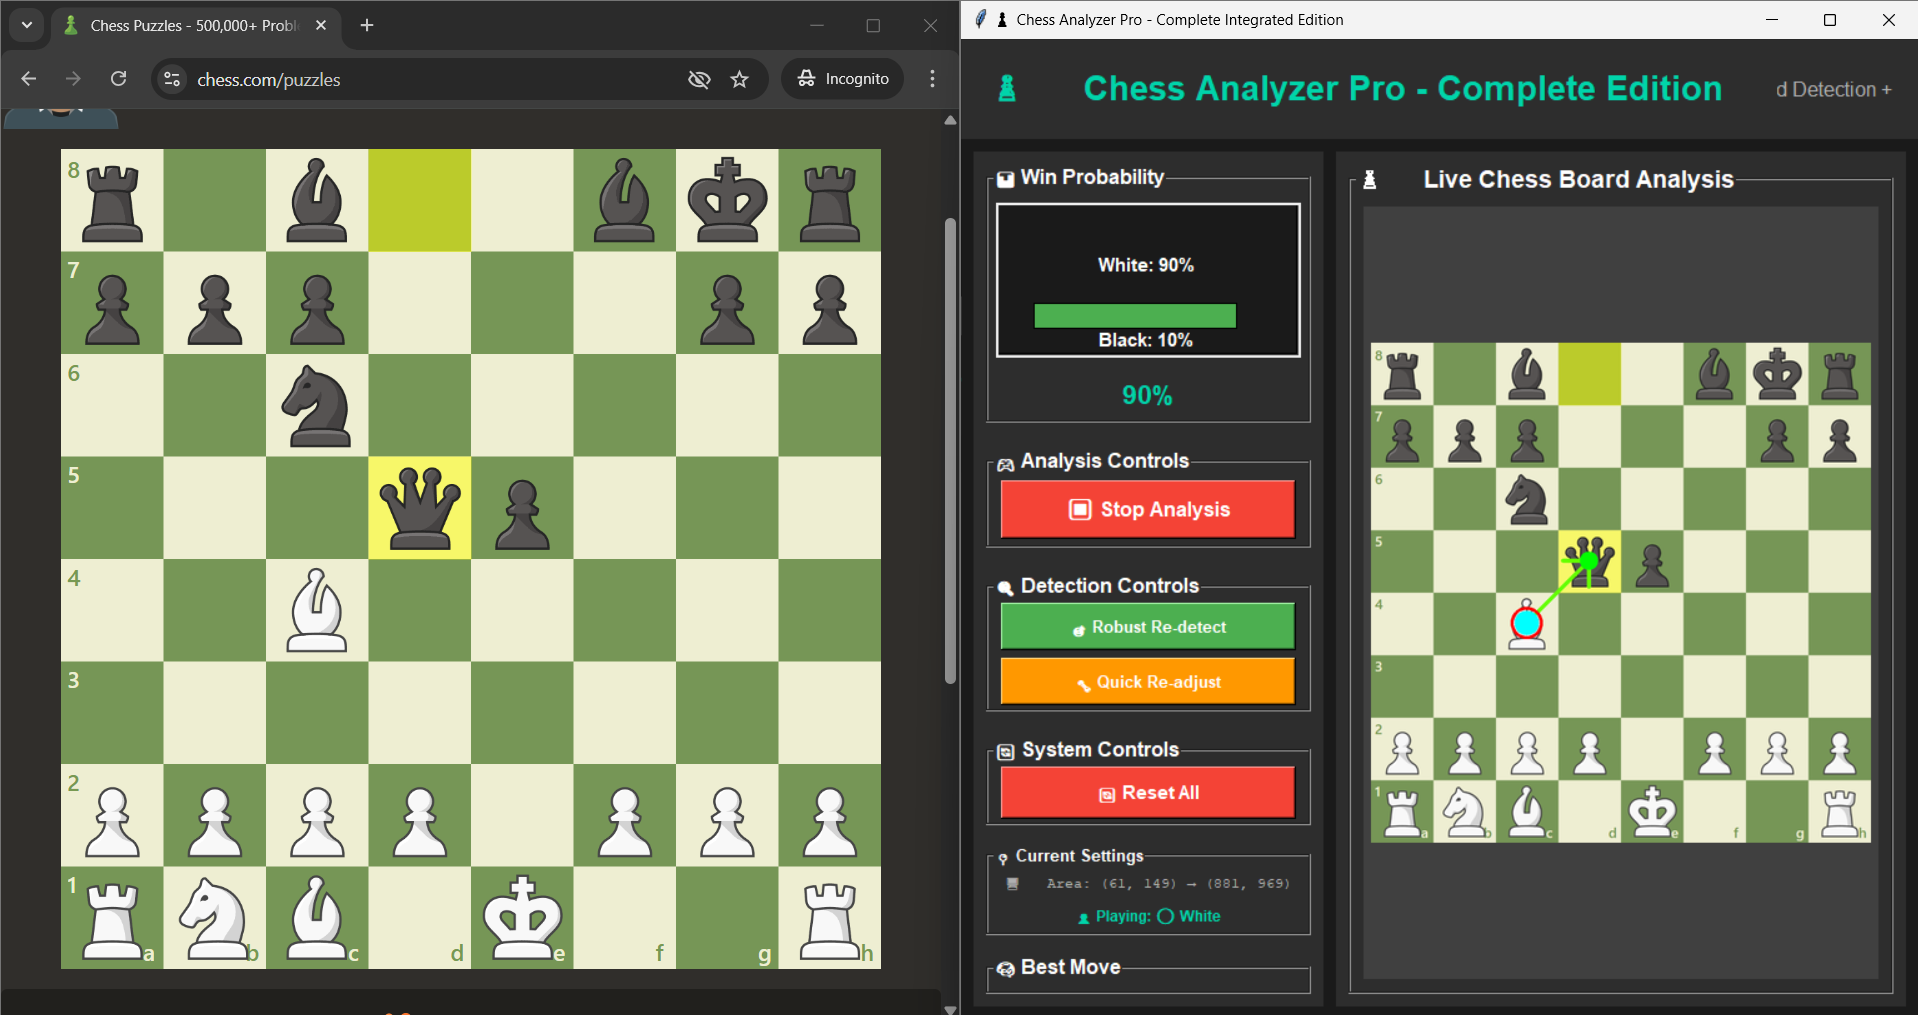 Chess Puzzles - 500,000+ Probl
chess.com/puzzles
Incognito
8
7
6
5
4
3
2
1
a
b
c
d
e
f
g
h
Chess Analyzer Pro - Complete Integrated Edition
Chess Analyzer Pro - Complete Edition
d Detection +
Win Probability
White: 90%
Black: 10%
90%
Analysis Controls
Stop Analysis
Detection Controls
Robust Re-detect
Quick Re-adjust
System Controls
Reset All
Current Settings
Area: (61, 149) → (881, 969)
Playing: White
Best Move
Live Chess Board Analysis
8
7
6
5
4
3
2
1
a
b
c
d
e
f
g
h